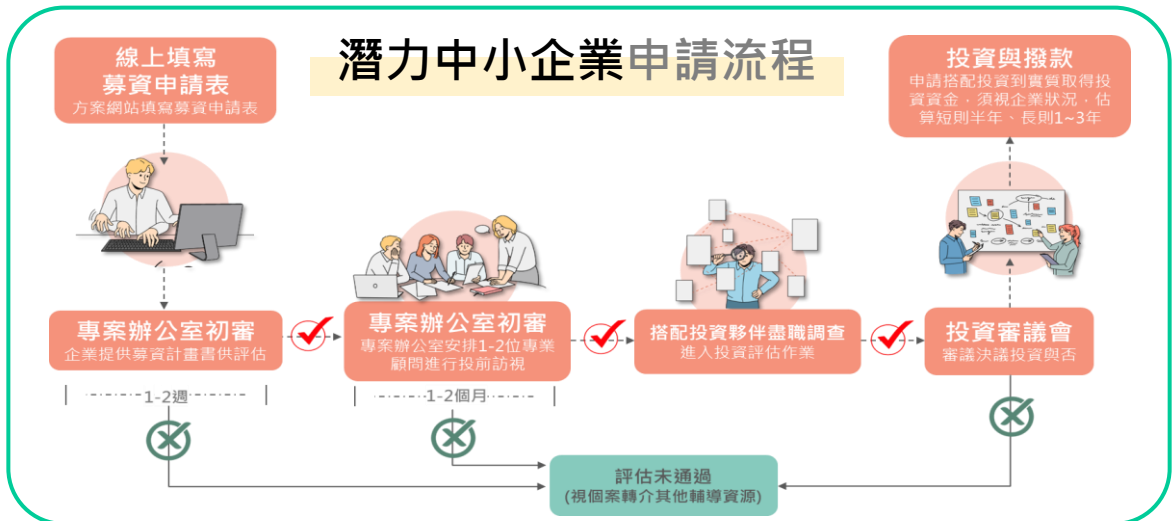 潛力中小企業申請流程
線上填寫
募資申請表
方案網站填寫募資申請表
專案辦公室初審
企業提供募資計畫書供評估
1-2週
專案辦公室初審
專案辦公室安排1-2位專業
顧問進行投前訪視
1-2個月
搭配投資夥伴盡職調查
進入投資評估作業
投資審議會
審議決議投資與否
投資與撥款
申請搭配投資到實質取得投
資資金，須視企業狀況，估
算短則半年、長則1~3年
評估未通過
(視個案轉介其他輔導資源)